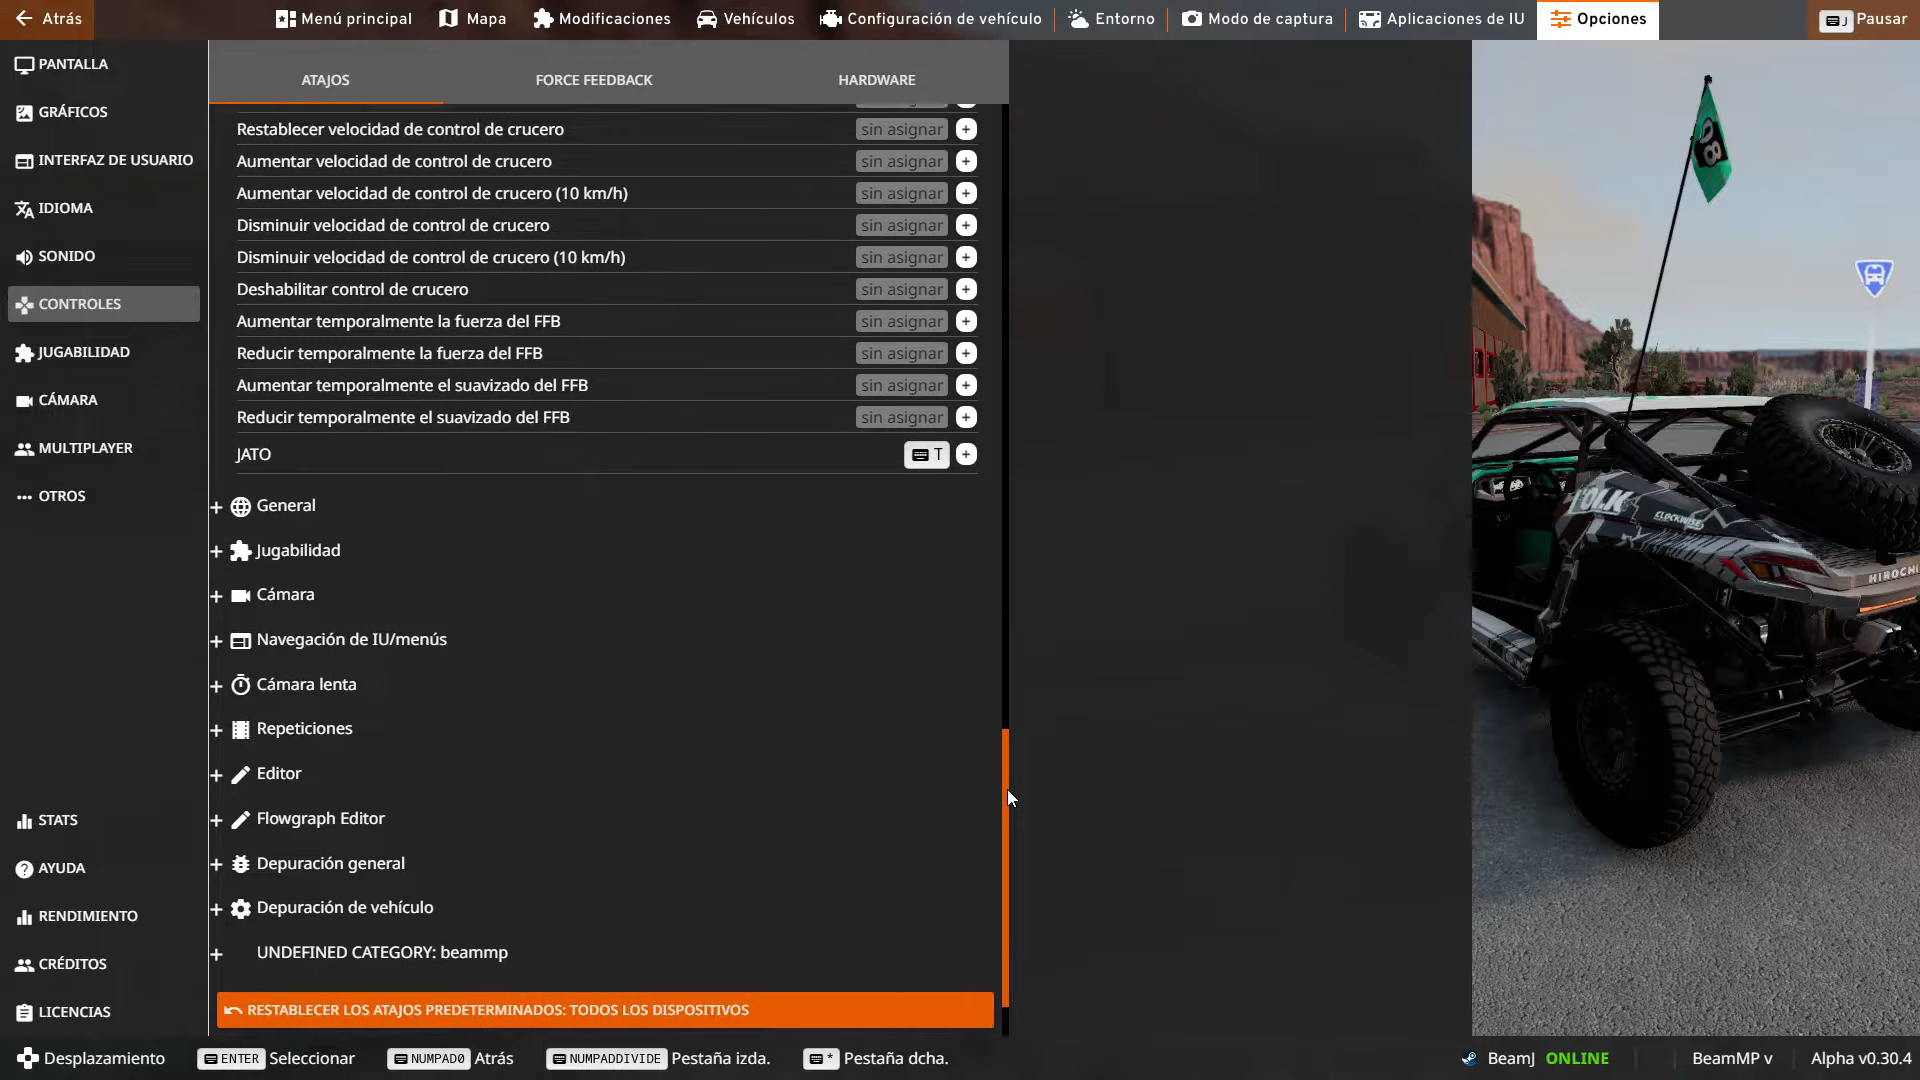 Atrás
Menú principal
Mapa
Modificaciones
Vehículos
Configuración de vehículo
Entorno
Modo de captura
Aplicaciones de IU
Opciones
J Pausar
PANTALLA
GRÁFICOS
INTERFAZ DE USUARIO
IDIOMA
SONIDO
CONTROLES
JUGABILIDAD
CÁMARA
MULTIPLAYER
OTROS
STATS
AYUDA
RENDIMIENTO
CRÉDITOS
LICENCIAS
ATAJOS
FORCE FEEDBACK
HARDWARE
Restablecer velocidad de control de crucero sin asignar +
Aumentar velocidad de control de crucero sin asignar +
Aumentar velocidad de control de crucero (10 km/h) sin asignar +
Disminuir velocidad de control de crucero sin asignar +
Disminuir velocidad de control de crucero (10 km/h) sin asignar +
Deshabilitar control de crucero sin asignar +
Aumentar temporalmente la fuerza del FFB sin asignar +
Reducir temporalmente la fuerza del FFB sin asignar +
Aumentar temporalmente el suavizado del FFB sin asignar +
Reducir temporalmente el suavizado del FFB sin asignar +
JATO T +
+ General
+ Jugabilidad
+ Cámara
+ Navegación de IU/menús
+ Cámara lenta
+ Repeticiones
+ Editor
+ Flowgraph Editor
+ Depuración general
+ Depuración de vehículo
+ UNDEFINED CATEGORY: beammp
RESTABLECER LOS ATAJOS PREDETERMINADOS: TODOS LOS DISPOSITIVOS
Desplazamiento
ENTER Seleccionar
NUMPAD0 Atrás
NUMPADDIVIDE Pestaña izda.
* Pestaña dcha.
BeamJ ONLINE
BeamMP v
Alpha v0.30.4
CLOCKWISE
HIROCHI